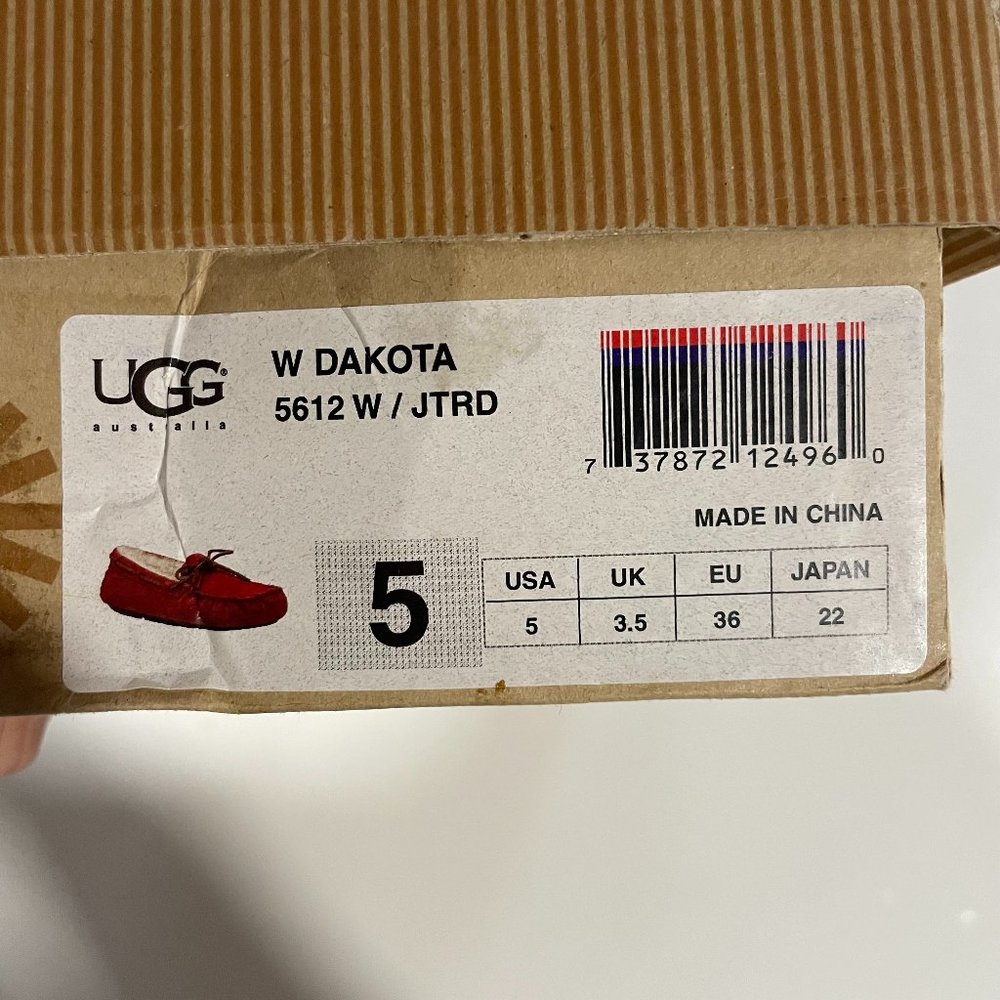 UGG®
australia
W DAKOTA
5612 W / JTRD
7 37872 12496 0
MADE IN CHINA
5
USA UK EU JAPAN
5 3.5 36 22